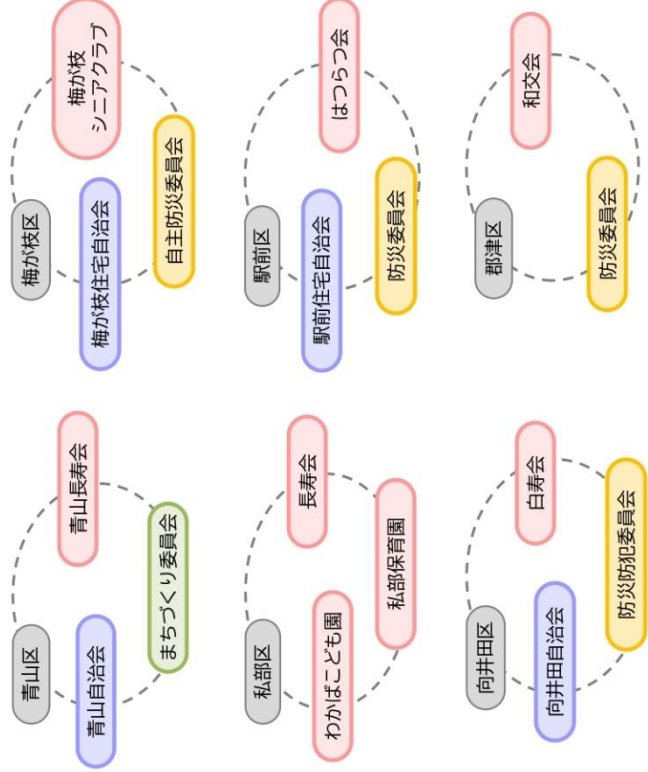 青山区
青山長寿会
青山自治会
まちづくり委員会
梅が枝区
梅が枝
シニアクラブ
梅が枝住宅自治会
自主防災委員会
私部区
長寿会
わかばこども園
私部保育園
駅前区
はつらつ会
駅前住宅自治会
防災委員会
向井田区
白寿会
向井田自治会
防災防犯委員会
郡津区
和交会
防災委員会